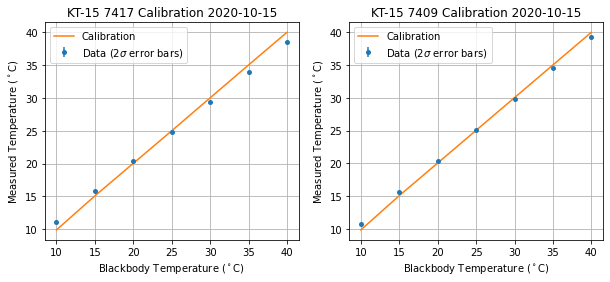 KT-15 7417 Calibration 2020-10-15
Calibration
Data (2σ error bars)
Measured Temperature (°C)
40
35
30
25
20
15
10
10 15 20 25 30 35 40
Blackbody Temperature (°C)
KT-15 7409 Calibration 2020-10-15
Calibration
Data (2σ error bars)
Measured Temperature (°C)
40
35
30
25
20
15
10
10 15 20 25 30 35 40
Blackbody Temperature (°C)